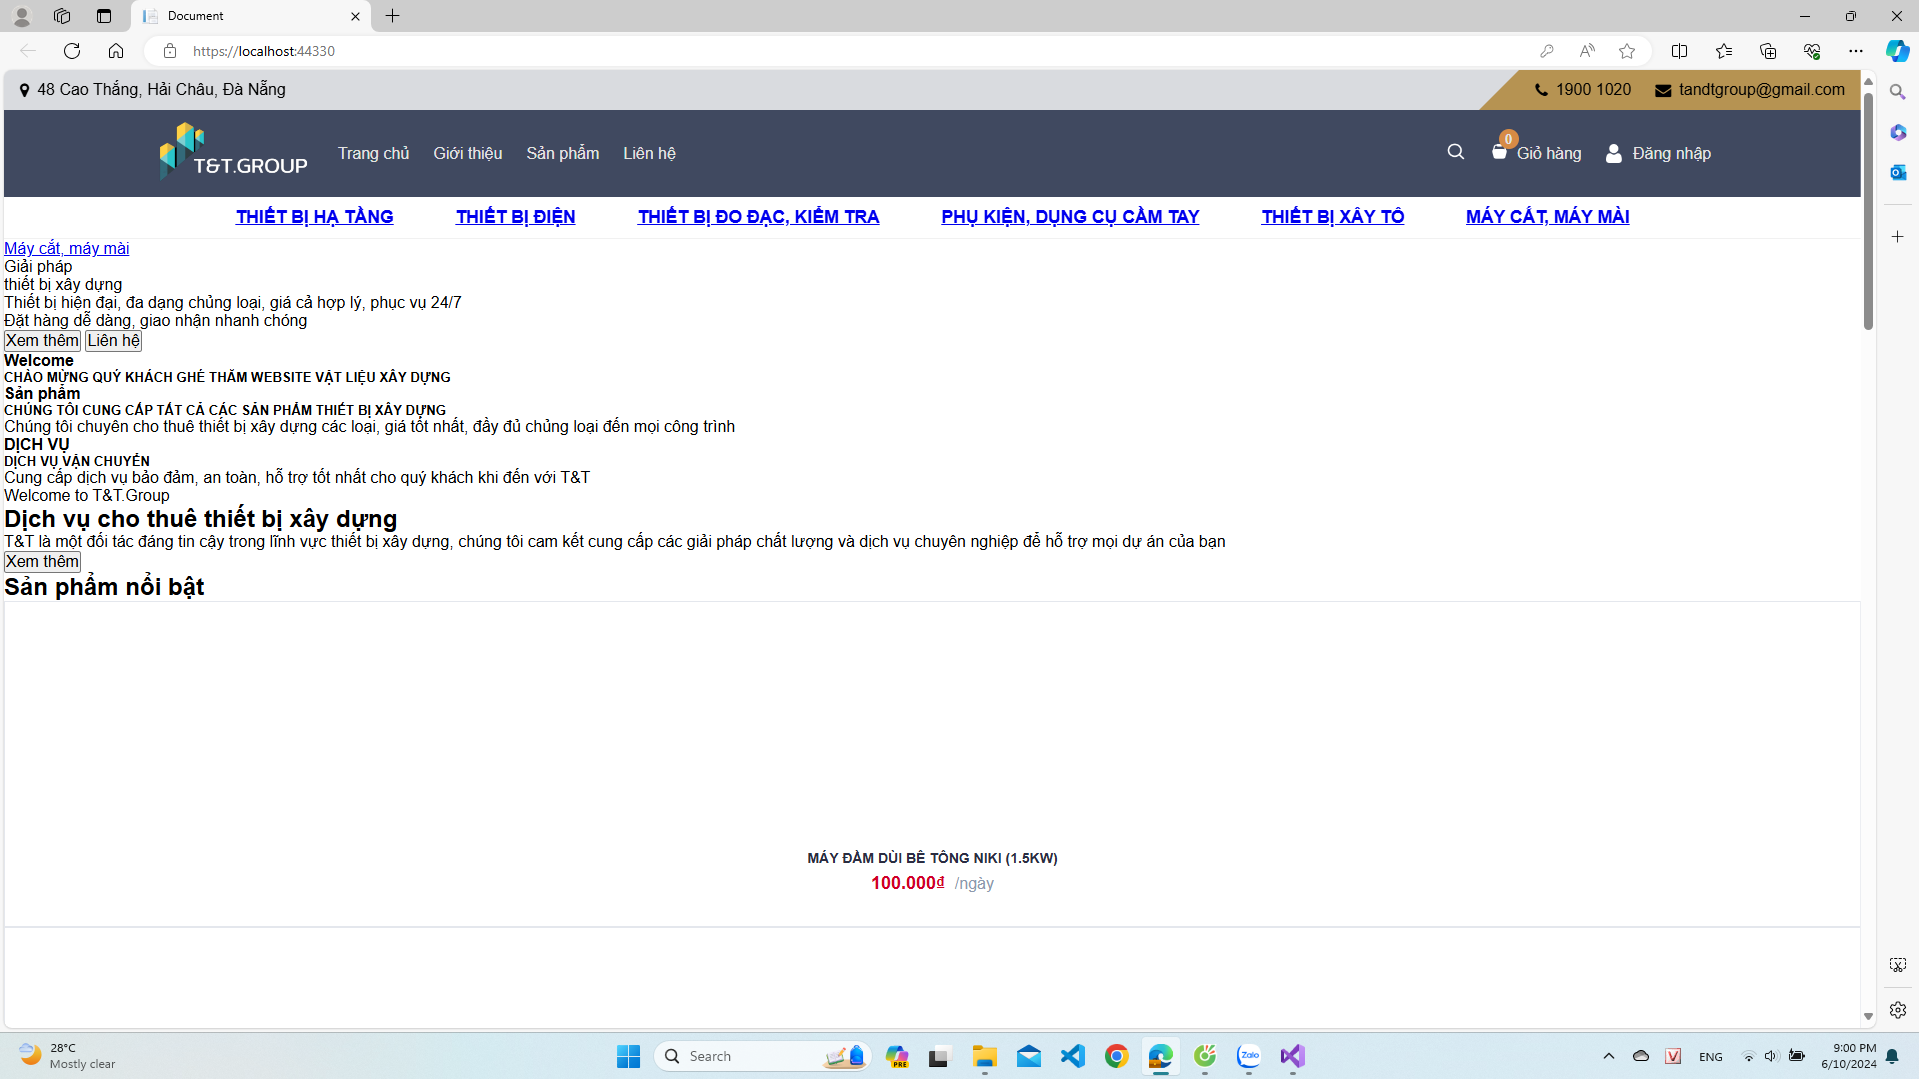 Document
https://localhost:44330
48 Cao Thắng, Hải Châu, Đà Nẵng
1900 1020
tandtgroup@gmail.com
T&T.GROUP
Trang chủ
Giới thiệu
Sản phẩm
Liên hệ
0
Giỏ hàng
Đăng nhập
THIẾT BỊ HẠ TẦNG
THIẾT BỊ ĐIỆN
THIẾT BỊ ĐO ĐẠC, KIỂM TRA
PHỤ KIỆN, DỤNG CỤ CẦM TAY
THIẾT BỊ XÂY TÔ
MÁY CẮT, MÁY MÀI
Máy cắt, máy mài
Giải pháp
thiết bị xây dựng
Thiết bị hiện đại, đa dạng chủng loại, giá cả hợp lý, phục vụ 24/7
Đặt hàng dễ dàng, giao nhận nhanh chóng
Xem thêm Liên hệ
Welcome
CHÀO MỪNG QUÝ KHÁCH GHÉ THĂM WEBSITE VẬT LIỆU XÂY DỰNG
Sản phẩm
CHÚNG TÔI CUNG CẤP TẤT CẢ CÁC SẢN PHẨM THIẾT BỊ XÂY DỰNG
Chúng tôi chuyên cho thuê thiết bị xây dựng các loại, giá tốt nhất, đầy đủ chủng loại đến mọi công trình
DỊCH VỤ
DỊCH VỤ VẬN CHUYỂN
Cung cấp dịch vụ bảo đảm, an toàn, hỗ trợ tốt nhất cho quý khách khi đến với T&T
Welcome to T&T.Group
Dịch vụ cho thuê thiết bị xây dựng
T&T là một đối tác đáng tin cậy trong lĩnh vực thiết bị xây dựng, chúng tôi cam kết cung cấp các giải pháp chất lượng và dịch vụ chuyên nghiệp để hỗ trợ mọi dự án của bạn
Xem thêm
Sản phẩm nổi bật
MÁY ĐẦM DÙI BÊ TÔNG NIKI (1.5KW)
100.000₫ /ngày
28°C
Mostly clear
Search
PRE
Zalo
V
ENG
9:00 PM
6/10/2024